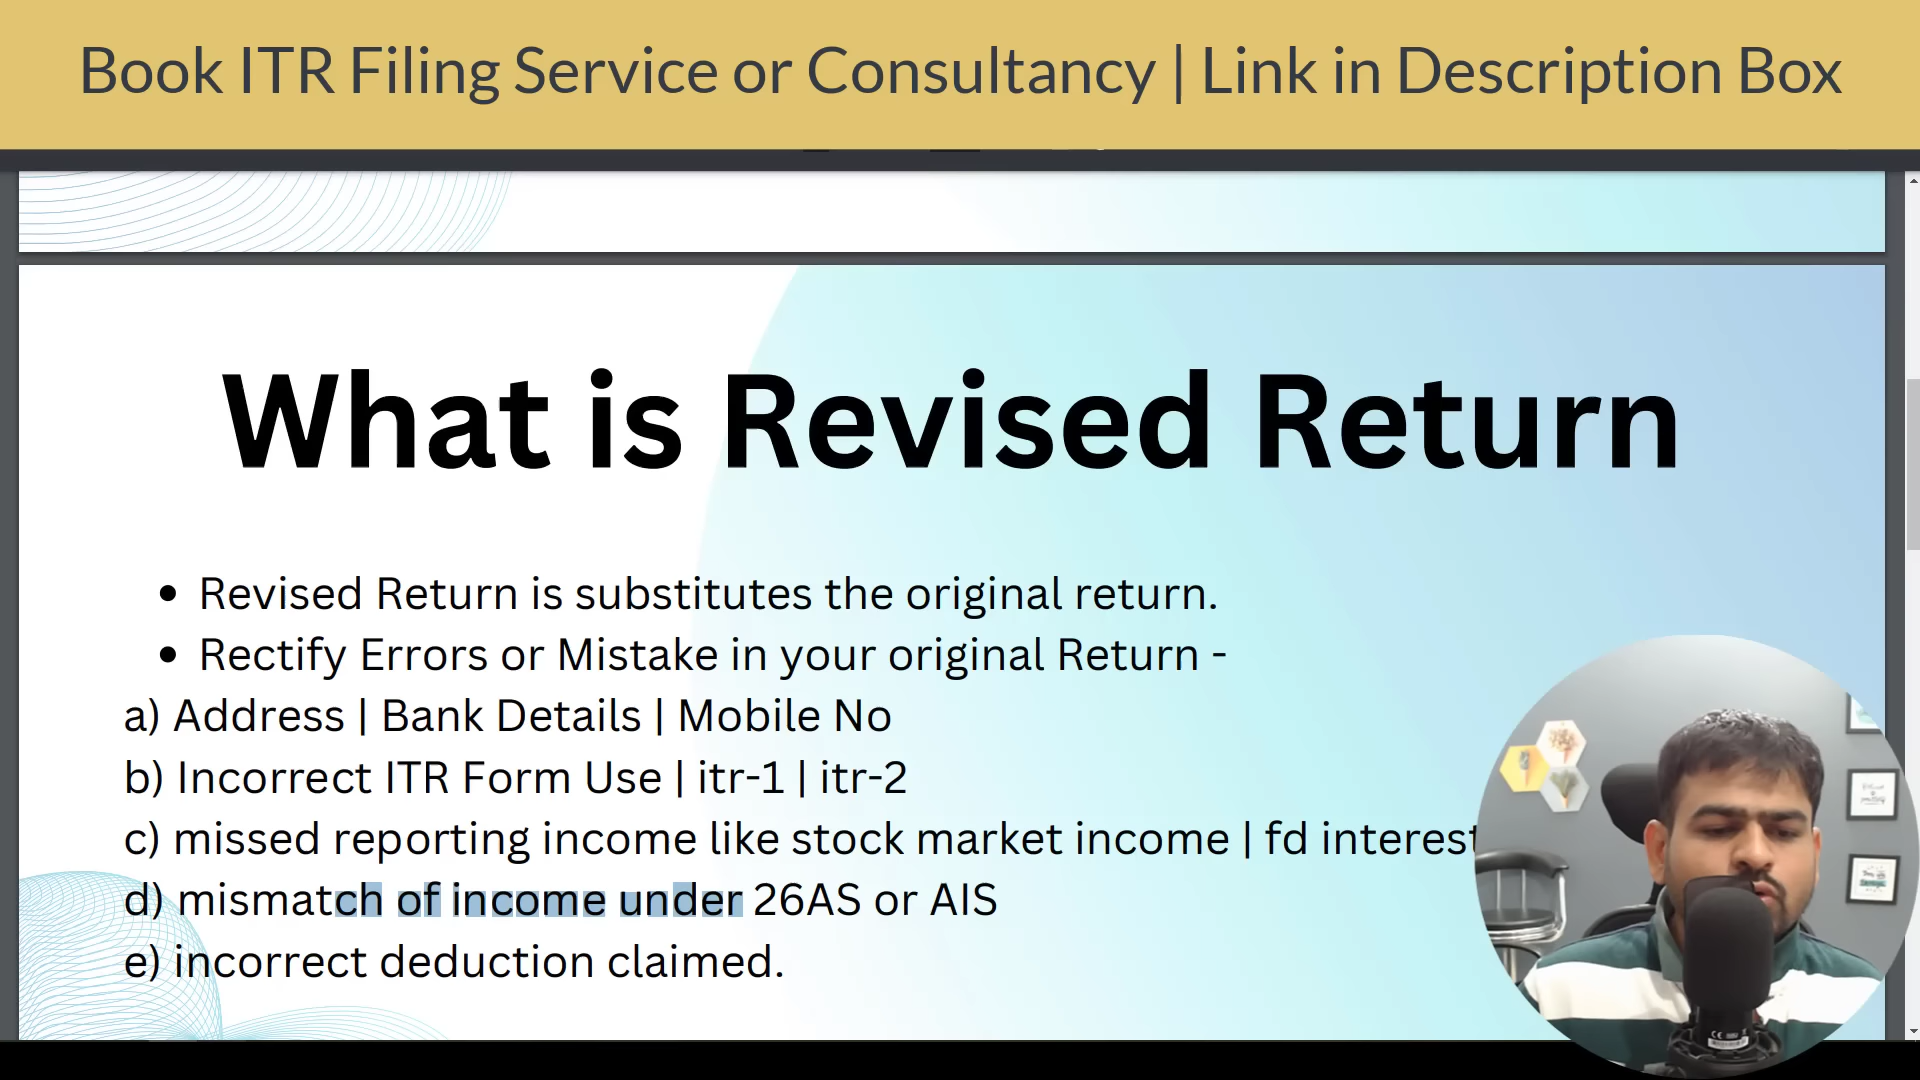 Book ITR Filing Service or Consultancy | Link in Description Box
What is Revised Return
• Revised Return is substitutes the original return.
• Rectify Errors or Mistake in your original Return -
a) Address | Bank Details | Mobile No
b) Incorrect ITR Form Use | itr-1 | itr-2
c) missed reporting income like stock market income | fd interest
d) mismatch of income under 26AS or AIS
e) incorrect deduction claimed.